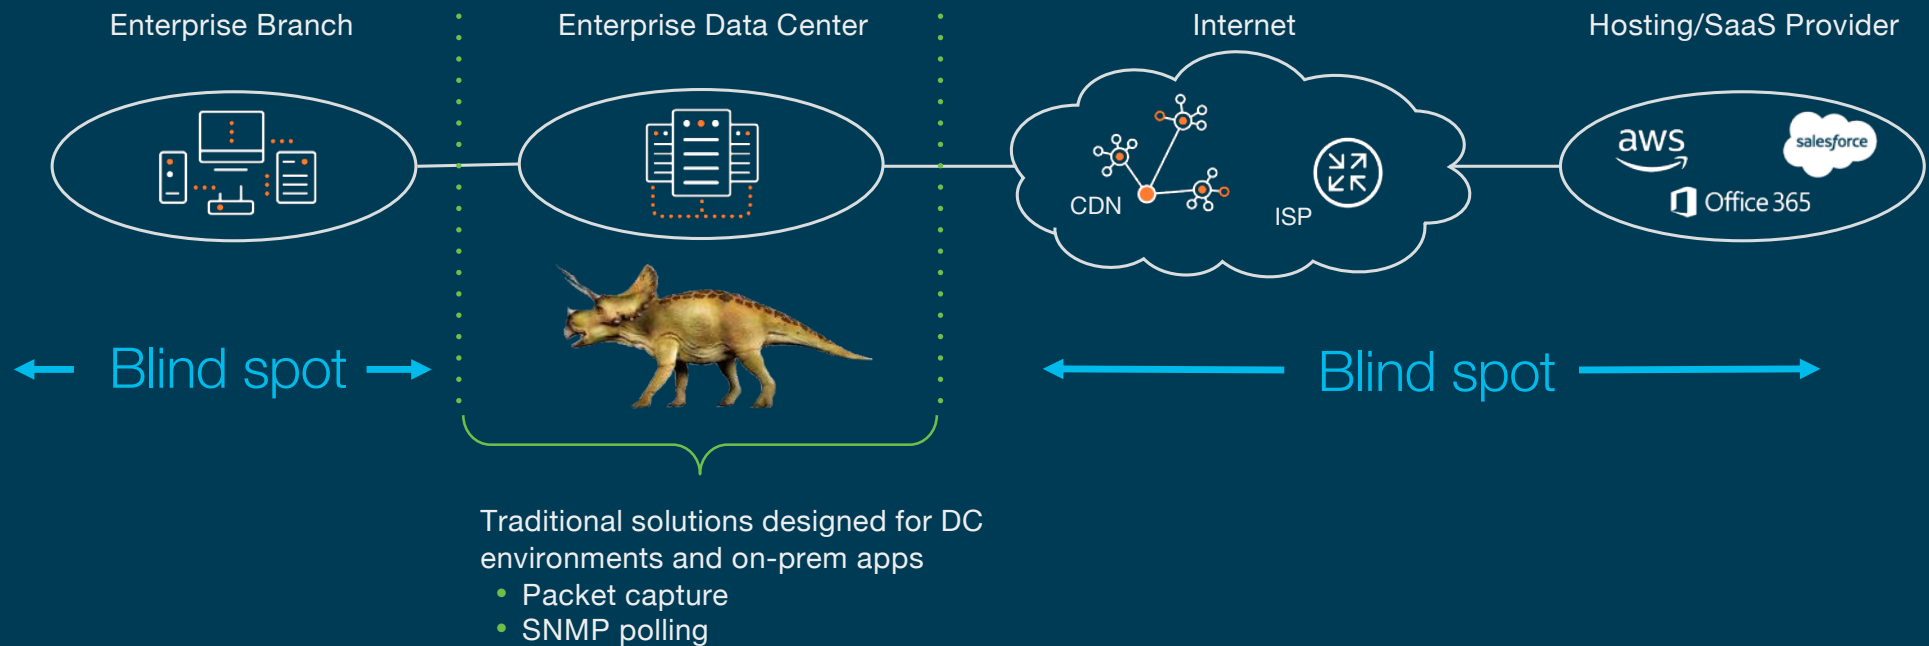 Enterprise Branch
Enterprise Data Center
Internet
Hosting/SaaS Provider
CDN
ISP
aws
salesforce
Office 365
Blind spot
Blind spot
Traditional solutions designed for DC
environments and on-prem apps
• Packet capture
• SNMP polling